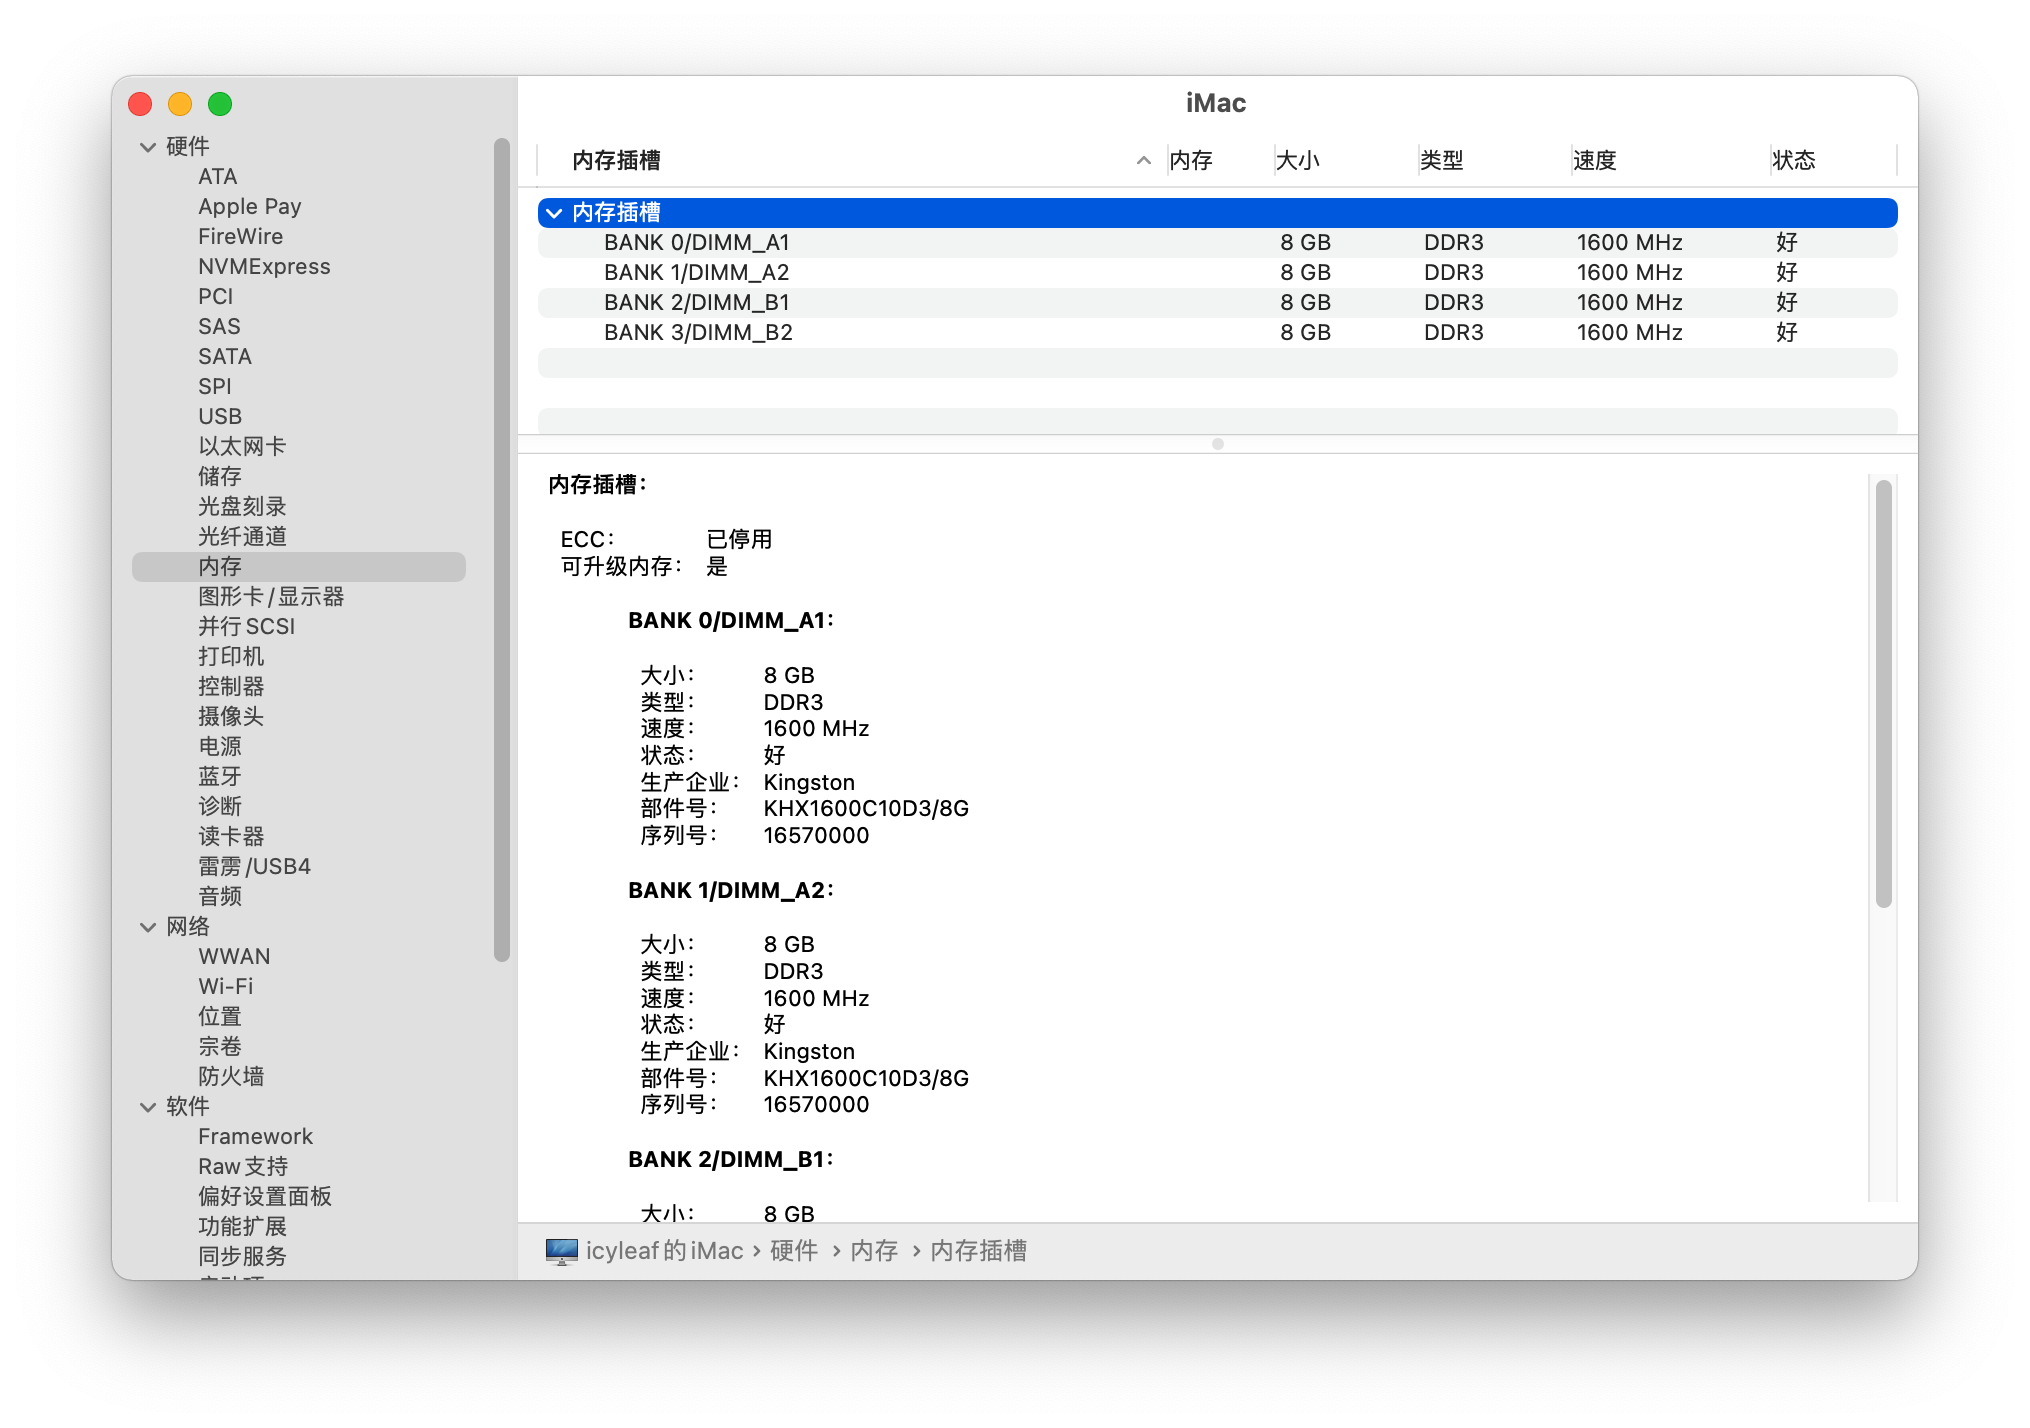 iMac
硬件
ATA
Apple Pay
FireWire
NVMExpress
PCI
SAS
SATA
SPI
USB
以太网卡
储存
光盘刻录
光纤通道
内存
图形卡/显示器
并行 SCSI
打印机
控制器
摄像头
电源
蓝牙
诊断
读卡器
雷雳/USB4
音频
网络
WWAN
Wi-Fi
位置
宗卷
防火墙
软件
Framework
Raw 支持
偏好设置面板
功能扩展
同步服务
内存插槽 内存 大小 类型 速度 状态
内存插槽
BANK 0/DIMM_A1 8 GB DDR3 1600 MHz 好
BANK 1/DIMM_A2 8 GB DDR3 1600 MHz 好
BANK 2/DIMM_B1 8 GB DDR3 1600 MHz 好
BANK 3/DIMM_B2 8 GB DDR3 1600 MHz 好
内存插槽：
ECC： 已停用
可升级内存： 是
BANK 0/DIMM_A1：
大小： 8 GB
类型： DDR3
速度： 1600 MHz
状态： 好
生产企业： Kingston
部件号： KHX1600C10D3/8G
序列号： 16570000
BANK 1/DIMM_A2：
大小： 8 GB
类型： DDR3
速度： 1600 MHz
状态： 好
生产企业： Kingston
部件号： KHX1600C10D3/8G
序列号： 16570000
BANK 2/DIMM_B1：
大小： 8 GB
icyleaf的iMac › 硬件 › 内存 › 内存插槽